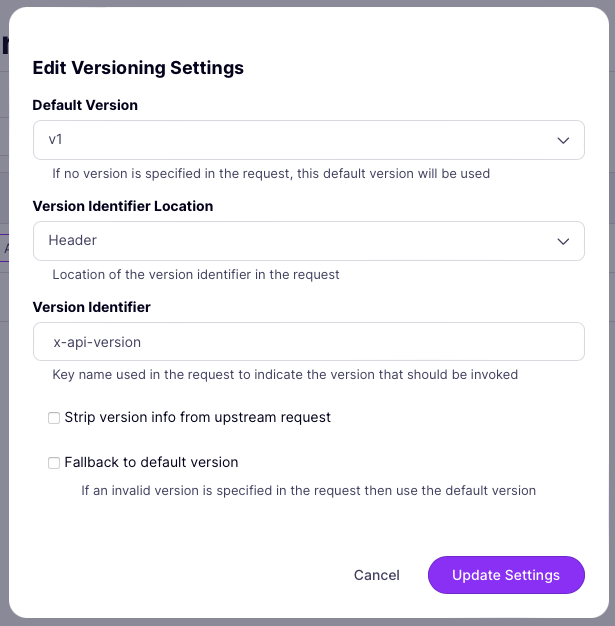 Edit Versioning Settings
Default Version
v1
If no version is specified in the request, this default version will be used
Version Identifier Location
Header
Location of the version identifier in the request
Version Identifier
x-api-version
Key name used in the request to indicate the version that should be invoked
Strip version info from upstream request
Fallback to default version
If an invalid version is specified in the request then use the default version
Cancel
Update Settings